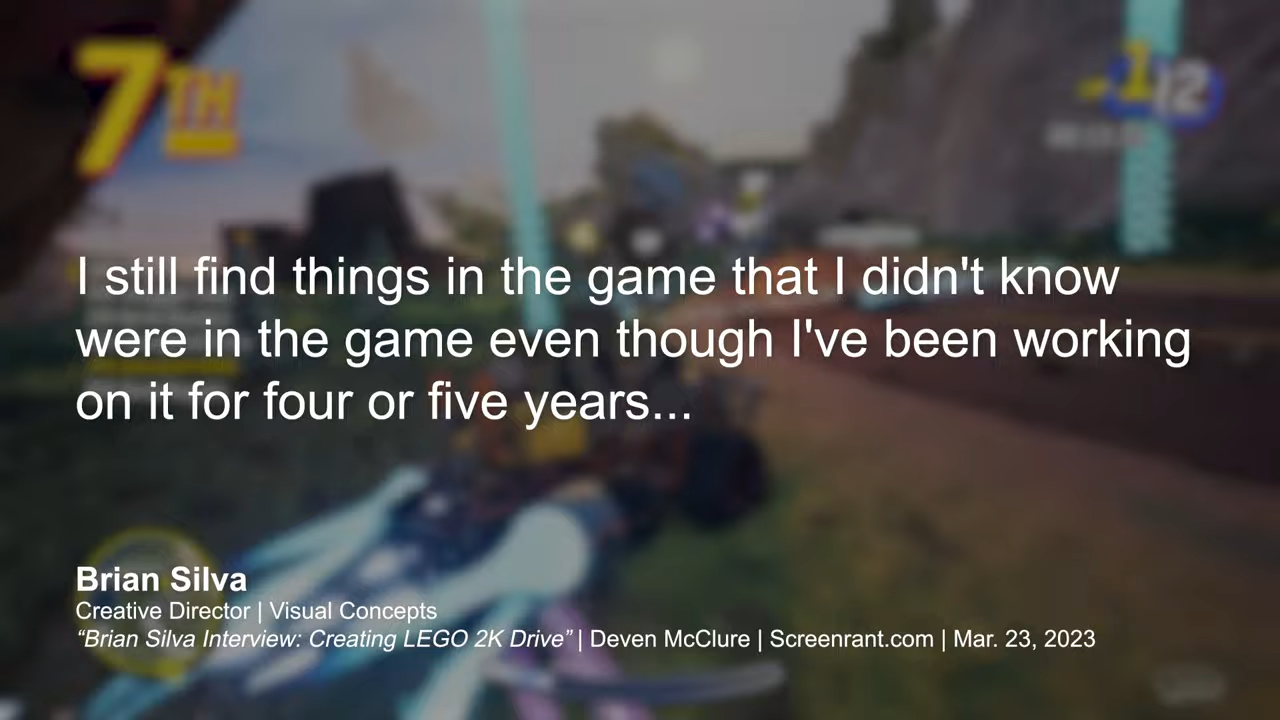 7TH
-1|12
I still find things in the game that I didn't know
were in the game even though I've been working
on it for four or five years...
Brian Silva
Creative Director | Visual Concepts
“Brian Silva Interview: Creating LEGO 2K Drive” | Deven McClure | Screenrant.com | Mar. 23, 2023